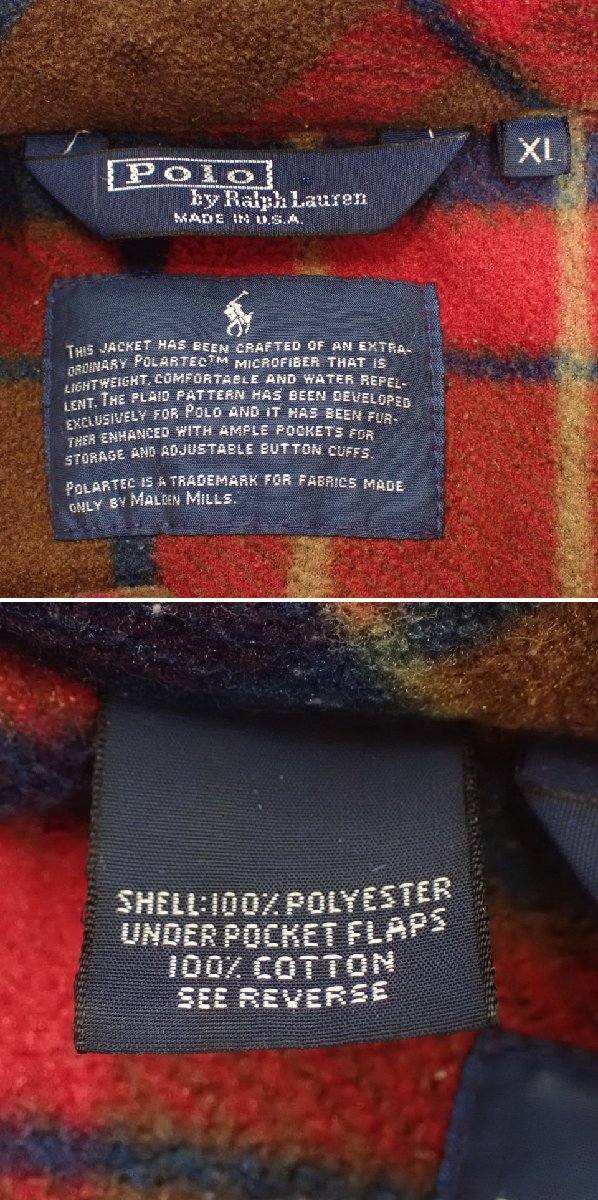 Polo
by Ralph Lauren
MADE IN U.S.A.
XL
THIS JACKET HAS BEEN CRAFTED OF AN EXTRA-
ORDINARY POLARTEC™ MICROFIBER THAT IS
LIGHTWEIGHT, COMFORTABLE AND WATER REPEL-
LENT. THE PLAID PATTERN HAS BEEN DEVELOPED
EXCLUSIVELY FOR POLO AND IT HAS BEEN FUR-
THER ENHANCED WITH AMPLE POCKETS FOR
STORAGE AND ADJUSTABLE BUTTON CUFFS.
POLARTEC IS A TRADEMARK FOR FABRICS MADE
ONLY BY MALDEN MILLS.
SHELL:100% POLYESTER
UNDER POCKET FLAPS
100% COTTON
SEE REVERSE